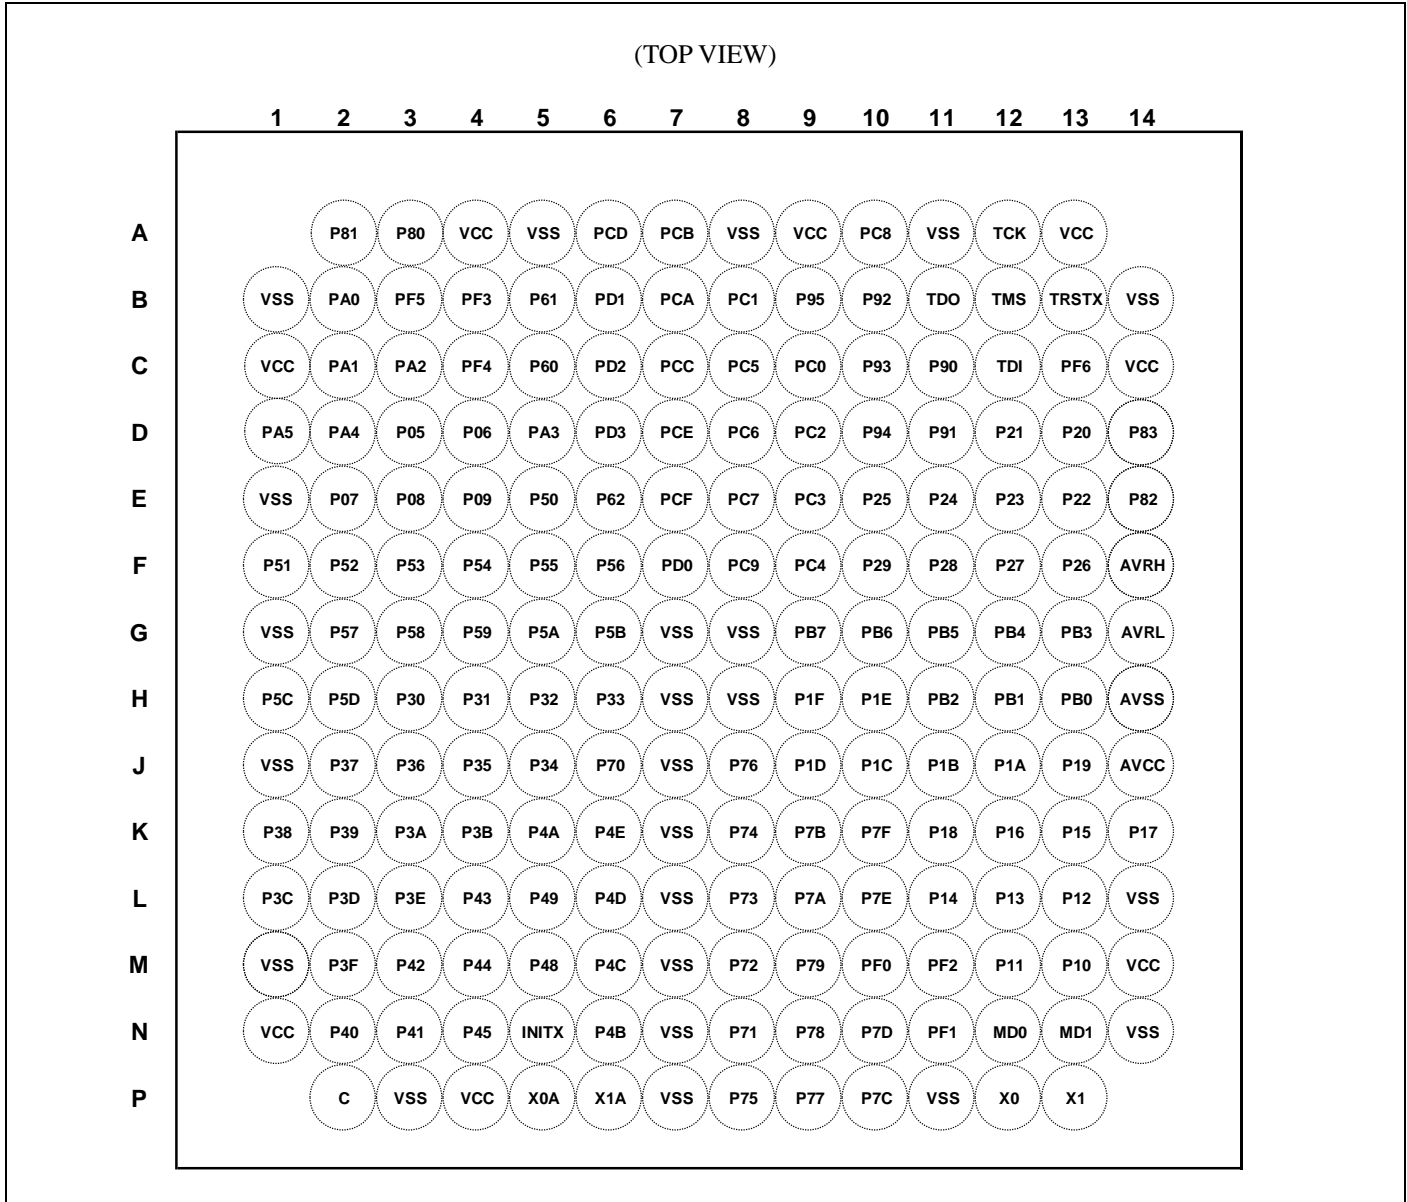 (TOP VIEW)
1 2 3 4 5 6 7 8 9 10 11 12 13 14
A P81 P80 VCC VSS PCD PCB VSS VCC PC8 VSS TCK VCC
B VSS PA0 PF5 PF3 P61 PD1 PCA PC1 P95 P92 TDO TMS TRSTX VSS
C VCC PA1 PA2 PF4 P60 PD2 PCC PC5 PC0 P93 P90 TDI PF6 VCC
D PA5 PA4 P05 P06 PA3 PD3 PCE PC6 PC2 P94 P91 P21 P20 P83
E VSS P07 P08 P09 P50 P62 PCF PC7 PC3 P25 P24 P23 P22 P82
F P51 P52 P53 P54 P55 P56 PD0 PC9 PC4 P29 P28 P27 P26 AVRH
G VSS P57 P58 P59 P5A P5B VSS VSS PB7 PB6 PB5 PB4 PB3 AVRL
H P5C P5D P30 P31 P32 P33 VSS VSS P1F P1E PB2 PB1 PB0 AVSS
J VSS P37 P36 P35 P34 P70 VSS P76 P1D P1C P1B P1A P19 AVCC
K P38 P39 P3A P3B P4A P4E VSS P74 P7B P7F P18 P16 P15 P17
L P3C P3D P3E P43 P49 P4D VSS P73 P7A P7E P14 P13 P12 VSS
M VSS P3F P42 P44 P48 P4C VSS P72 P79 PF0 PF2 P11 P10 VCC
N VCC P40 P41 P45 INITX P4B VSS P71 P78 P7D PF1 MD0 MD1 VSS
P C VSS VCC X0A X1A VSS P75 P77 P7C VSS X0 X1